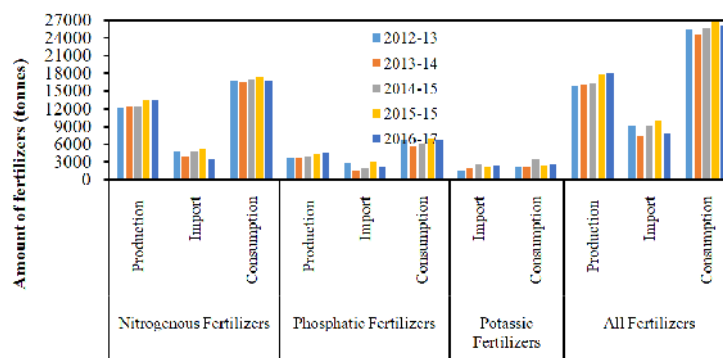 Amount of fertilizers (tonnes)
27000
24000
21000
18000
15000
12000
9000
6000
3000
0
2012-13
2013-14
2014-15
2015-15
2016-17
Production
Import
Consumption
Production
Import
Consumption
Import
Consumption
Production
Import
Consumption
Nitrogenous Fertilizers
Phosphatic Fertilizers
Potassic
Fertilizers
All Fertilizers